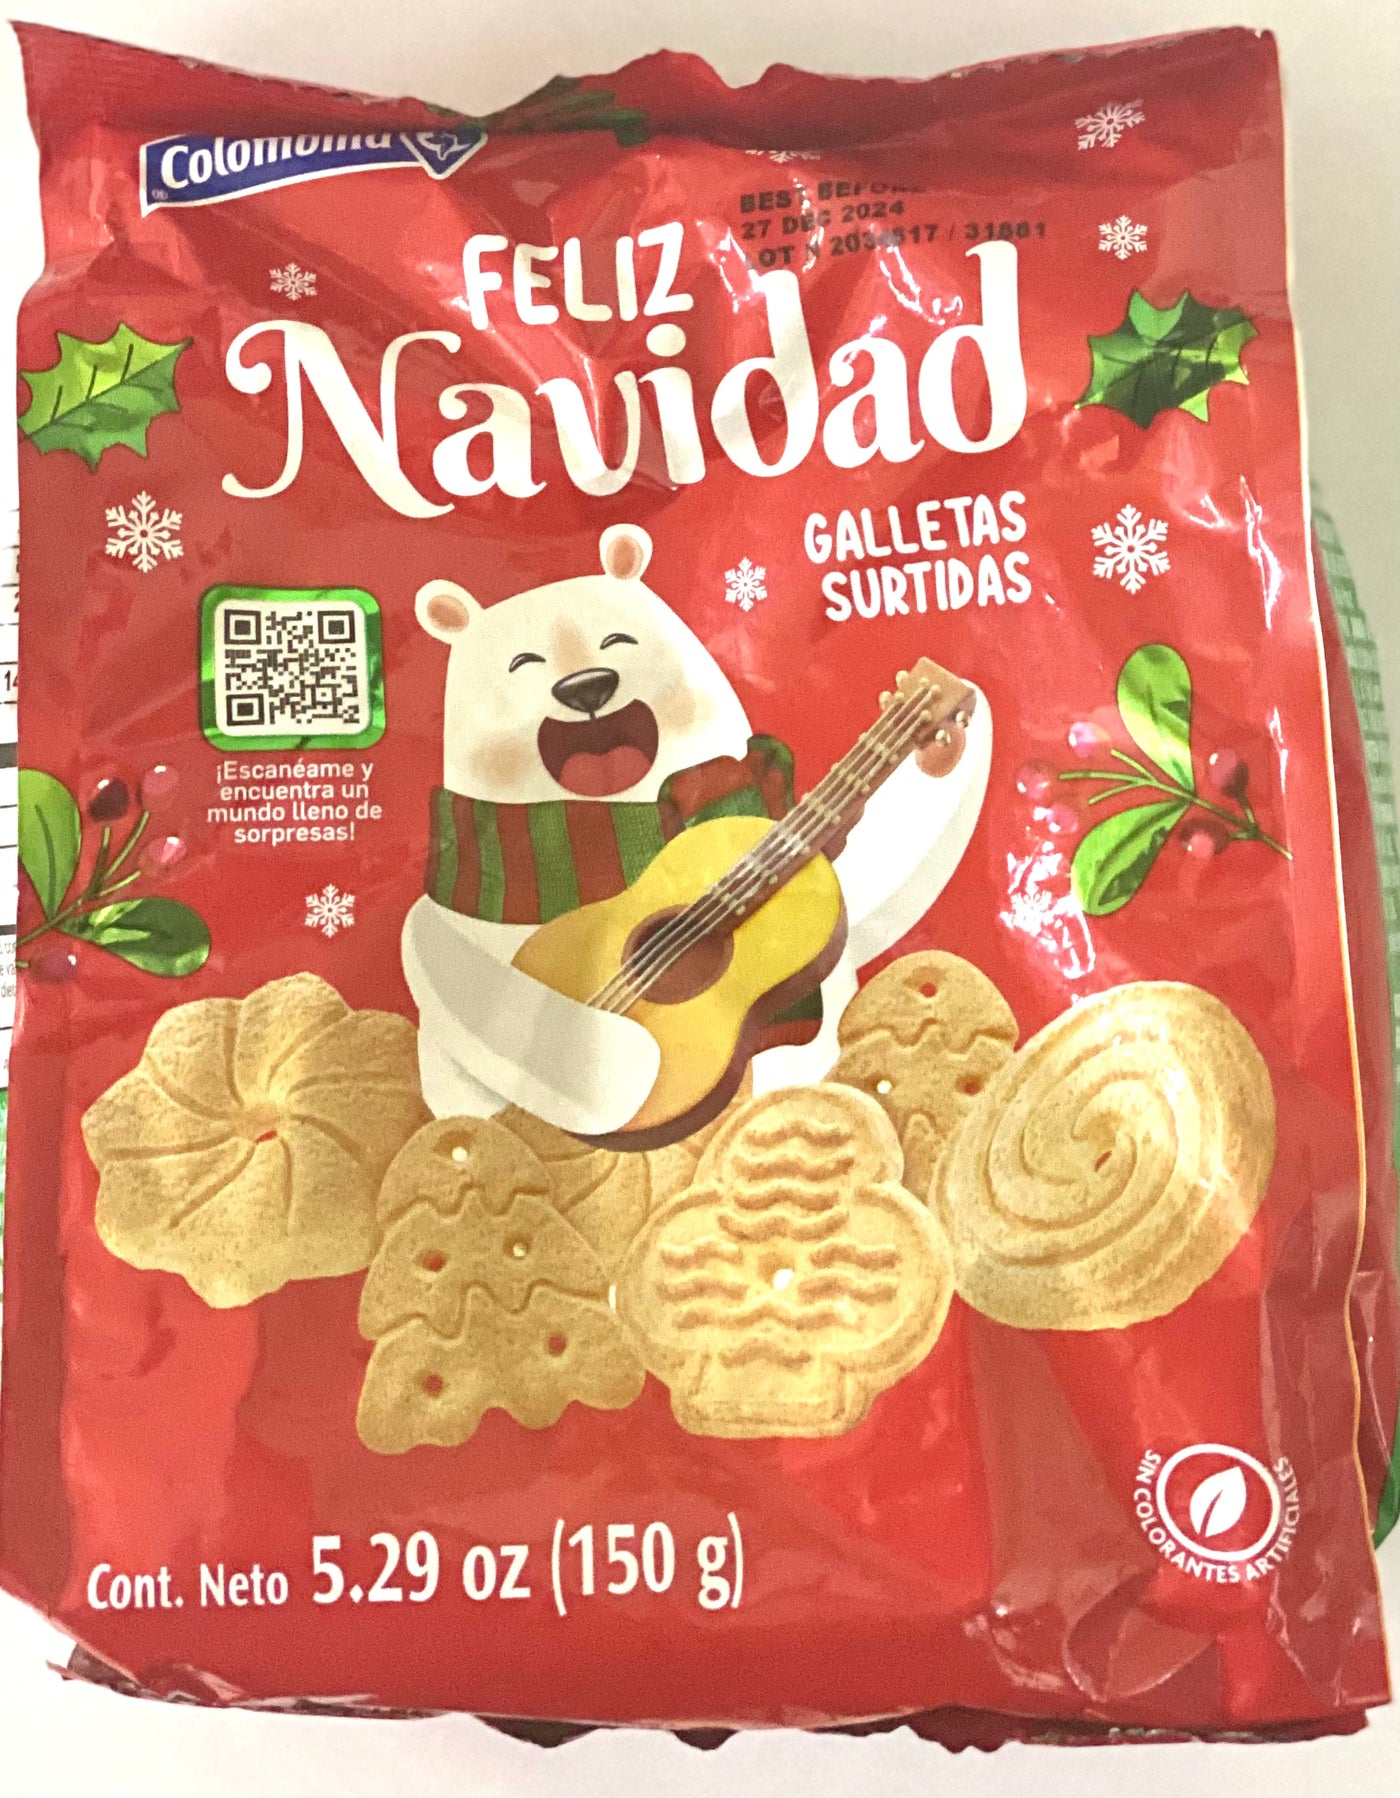 Colombina
BEST BEFORE
27 DEC 2024
FELIZ
Navidad
GALLETAS
SURTIDAS
¡Escanéame y
encuentra un
mundo lleno de
sorpresas!
Cont. Neto 5.29 oz (150 g)
SIN COLORANTES ARTIFICIALES